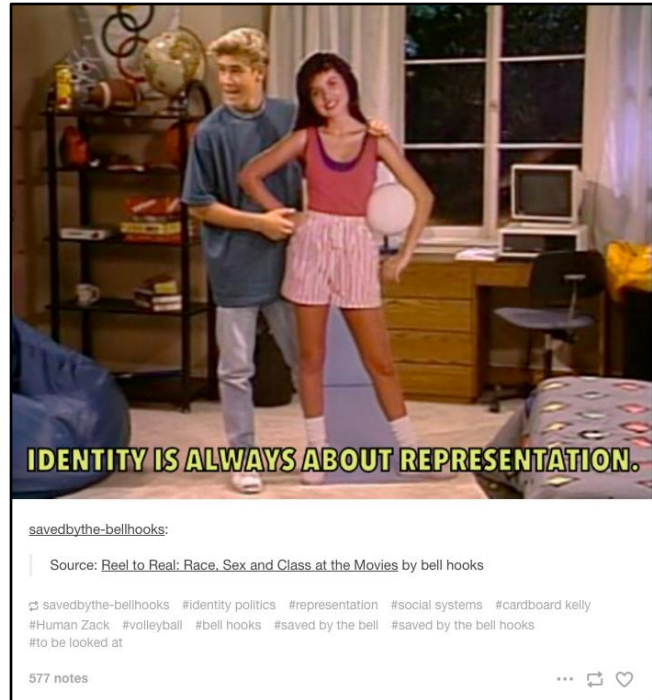 IDENTITY IS ALWAYS ABOUT REPRESENTATION.
savedbythe-bellhooks:
Source: Reel to Real: Race, Sex and Class at the Movies by bell hooks
savedbythe-bellhooks #identity politics #representation #social systems #cardboard kelly
#Human Zack #volleyball #bell hooks #saved by the bell #saved by the bell hooks
#to be looked at
577 notes